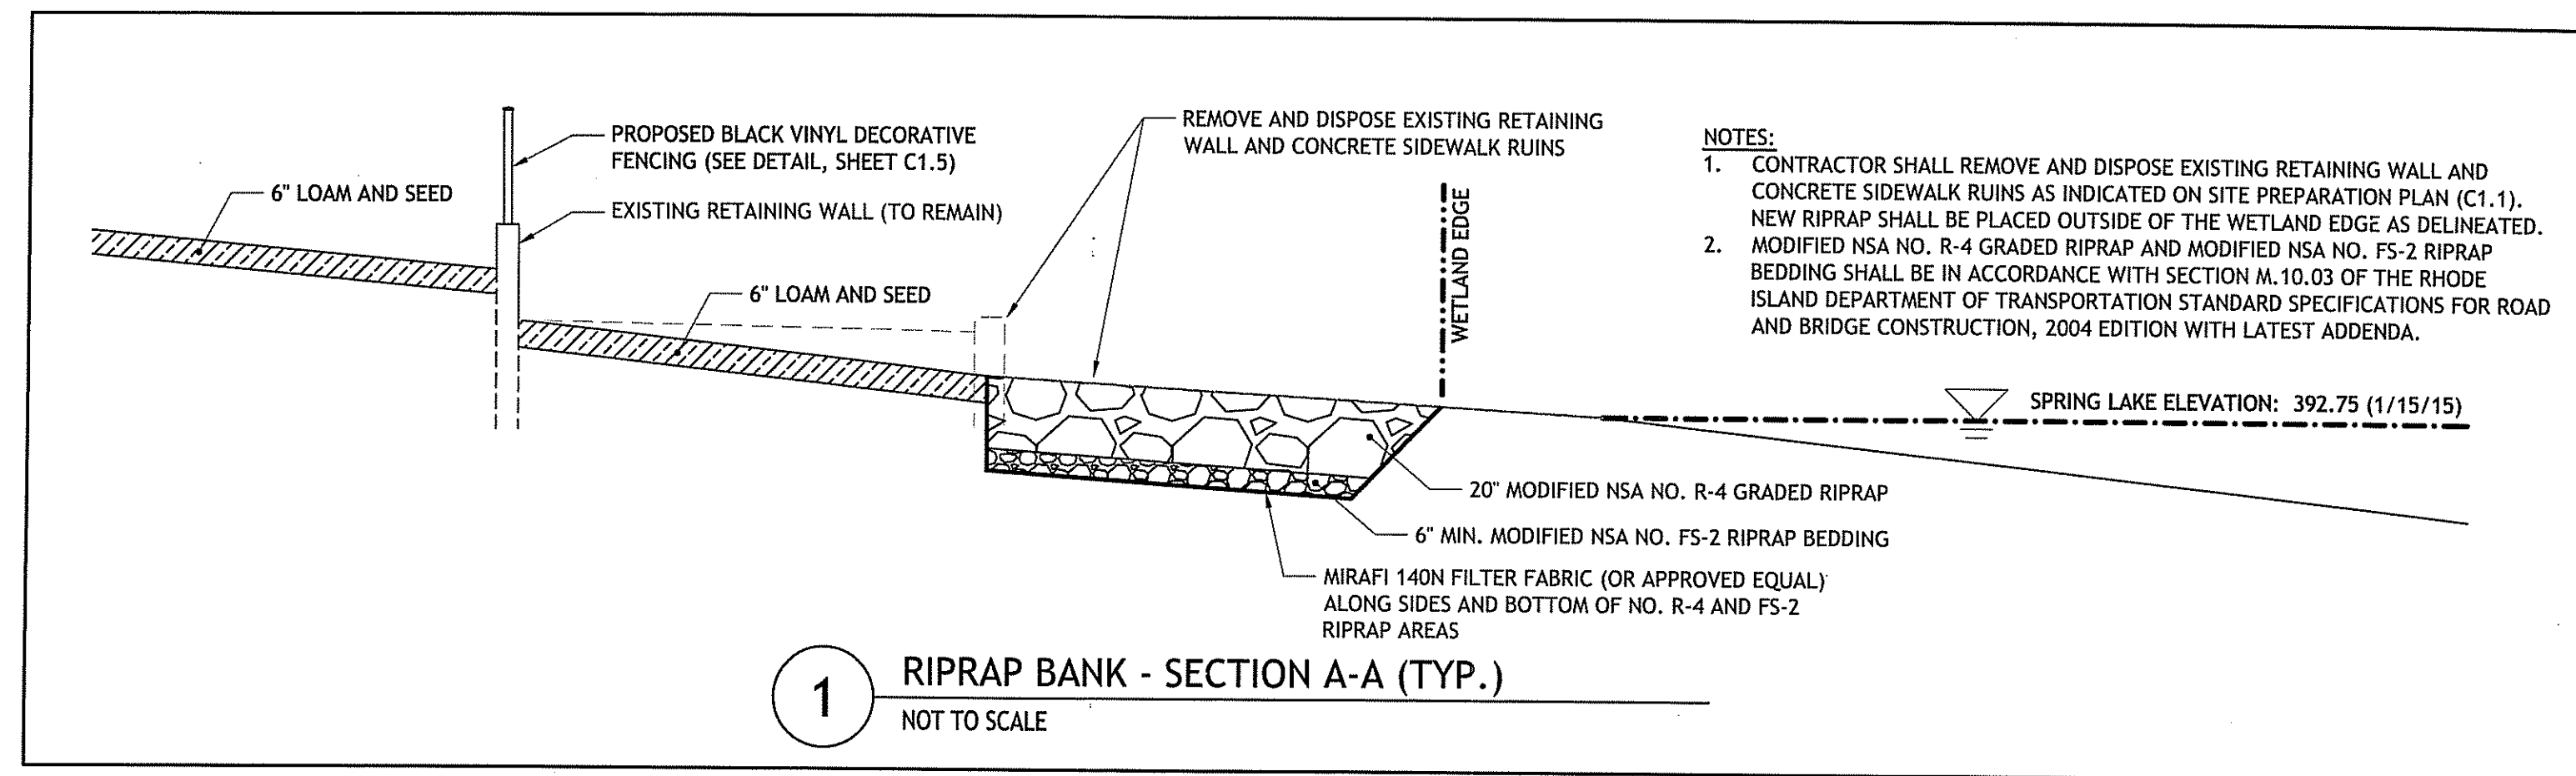 PROPOSED BLACK VINYL DECORATIVE
FENCING (SEE DETAIL, SHEET C1.5)
6" LOAM AND SEED
EXISTING RETAINING WALL (TO REMAIN)
6" LOAM AND SEED
REMOVE AND DISPOSE EXISTING RETAINING
WALL AND CONCRETE SIDEWALK RUINS
WETLAND EDGE
NOTES:
1. CONTRACTOR SHALL REMOVE AND DISPOSE EXISTING RETAINING WALL AND
CONCRETE SIDEWALK RUINS AS INDICATED ON SITE PREPARATION PLAN (C1.1).
NEW RIPRAP SHALL BE PLACED OUTSIDE OF THE WETLAND EDGE AS DELINEATED.
2. MODIFIED NSA NO. R-4 GRADED RIPRAP AND MODIFIED NSA NO. FS-2 RIPRAP
BEDDING SHALL BE IN ACCORDANCE WITH SECTION M.10.03 OF THE RHODE
ISLAND DEPARTMENT OF TRANSPORTATION STANDARD SPECIFICATIONS FOR ROAD
AND BRIDGE CONSTRUCTION, 2004 EDITION WITH LATEST ADDENDA.
SPRING LAKE ELEVATION: 392.75 (1/15/15)
20" MODIFIED NSA NO. R-4 GRADED RIPRAP
6" MIN. MODIFIED NSA NO. FS-2 RIPRAP BEDDING
MIRAFI 140N FILTER FABRIC (OR APPROVED EQUAL)
ALONG SIDES AND BOTTOM OF NO. R-4 AND FS-2
RIPRAP AREAS
1 RIPRAP BANK - SECTION A-A (TYP.)
NOT TO SCALE